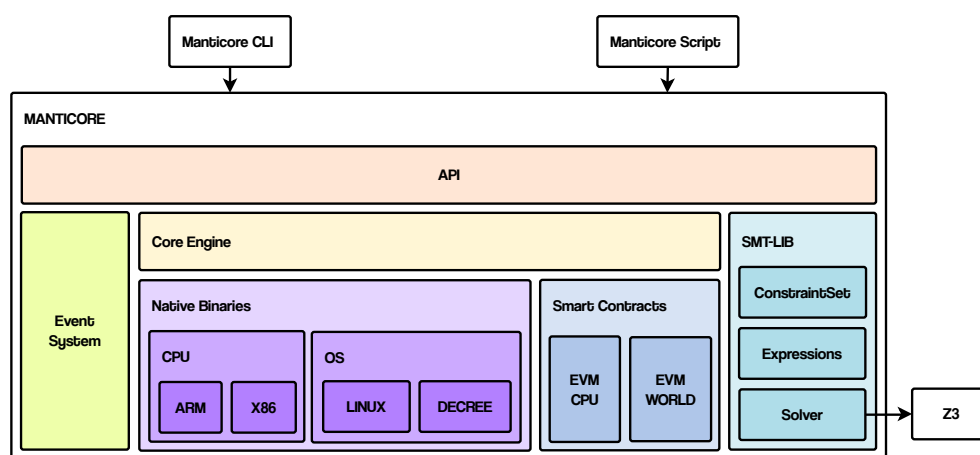 Manticore CLI
Manticore Script
MANTICORE
API
Event
System
Core Engine
SMT-LIB
ConstraintSet
Expressions
Solver
Native Binaries
CPU
ARM
X86
OS
LINUX
DECREE
Smart Contracts
EVM
CPU
EVM
WORLD
Z3